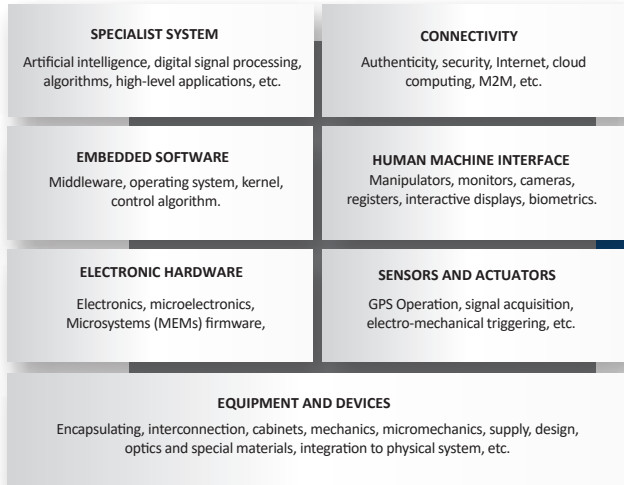 SPECIALIST SYSTEM
Artificial intelligence, digital signal processing,
algorithms, high-level applications, etc.
CONNECTIVITY
Authenticity, security, Internet, cloud
computing, M2M, etc.
EMBEDDED SOFTWARE
Middleware, operating system, kernel,
control algorithm.
HUMAN MACHINE INTERFACE
Manipulators, monitors, cameras,
registers, interactive displays, biometrics.
ELECTRONIC HARDWARE
Electronics, microelectronics,
Microsystems (MEMs) firmware,
SENSORS AND ACTUATORS
GPS Operation, signal acquisition,
electro-mechanical triggering, etc.
EQUIPMENT AND DEVICES
Encapsulating, interconnection, cabinets, mechanics, micromechanics, supply, design,
optics and special materials, integration to physical system, etc.